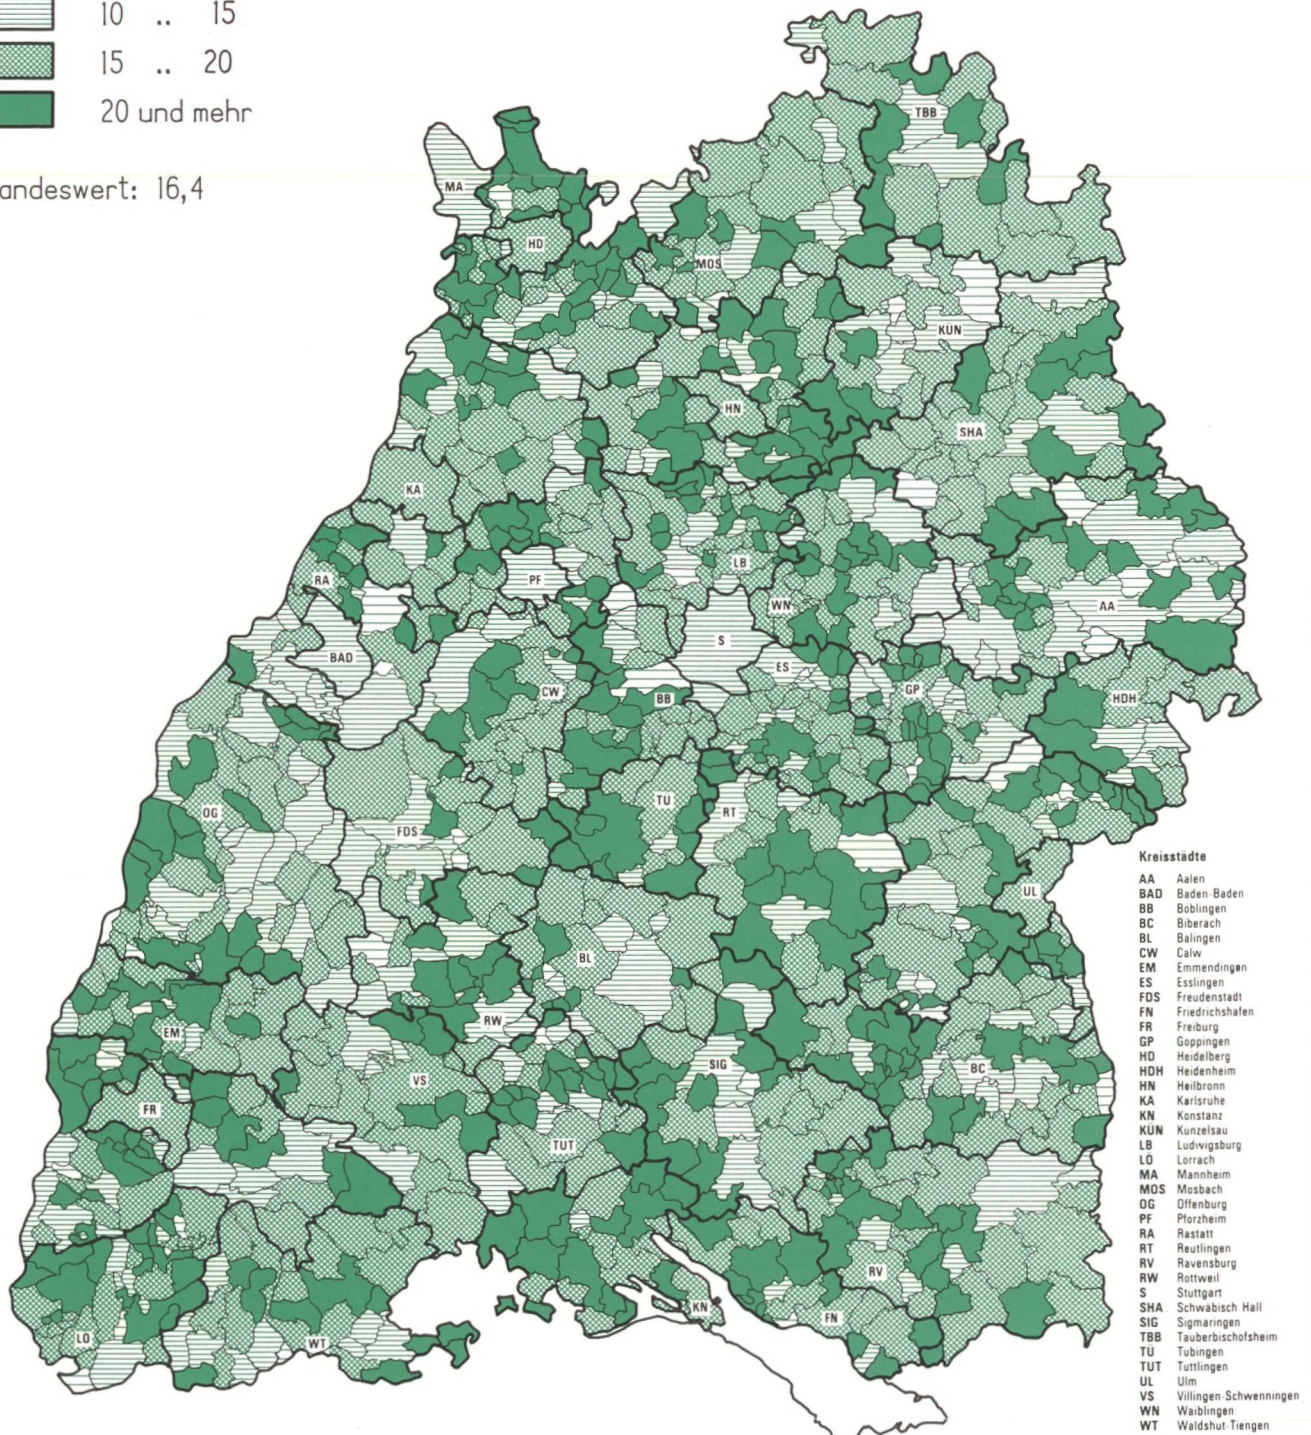 10 .. 15
15 .. 20
20 und mehr
andeswert: 16,4
TBB
MA
HD
MOS
KÜN
HN
SHA
KA
LB
RA
PF
WN
AA
S
BAD
ES
CW
BB
GP
HDH
TÜ
OG
RT
FDS
UL
BL
RW
EM
SIG
BC
VS
FR
TUT
RV
KN
FN
LÖ
WT
Kreisstädte
AA Aalen
BAD Baden-Baden
BB Böblingen
BC Biberach
BL Balingen
CW Calw
EM Emmendingen
ES Esslingen
FDS Freudenstadt
FN Friedrichshafen
FR Freiburg
GP Göppingen
HD Heidelberg
HDH Heidenheim
HN Heilbronn
KA Karlsruhe
KN Konstanz
KÜN Künzelsau
LB Ludwigsburg
LÖ Lörrach
MA Mannheim
MOS Mosbach
OG Offenburg
PF Pforzheim
RA Rastatt
RT Reutlingen
RV Ravensburg
RW Rottweil
S Stuttgart
SHA Schwäbisch Hall
SIG Sigmaringen
TBB Tauberbischofsheim
TÜ Tübingen
TUT Tuttlingen
UL Ulm
VS Villingen-Schwenningen
WN Waiblingen
WT Waldshut-Tiengen